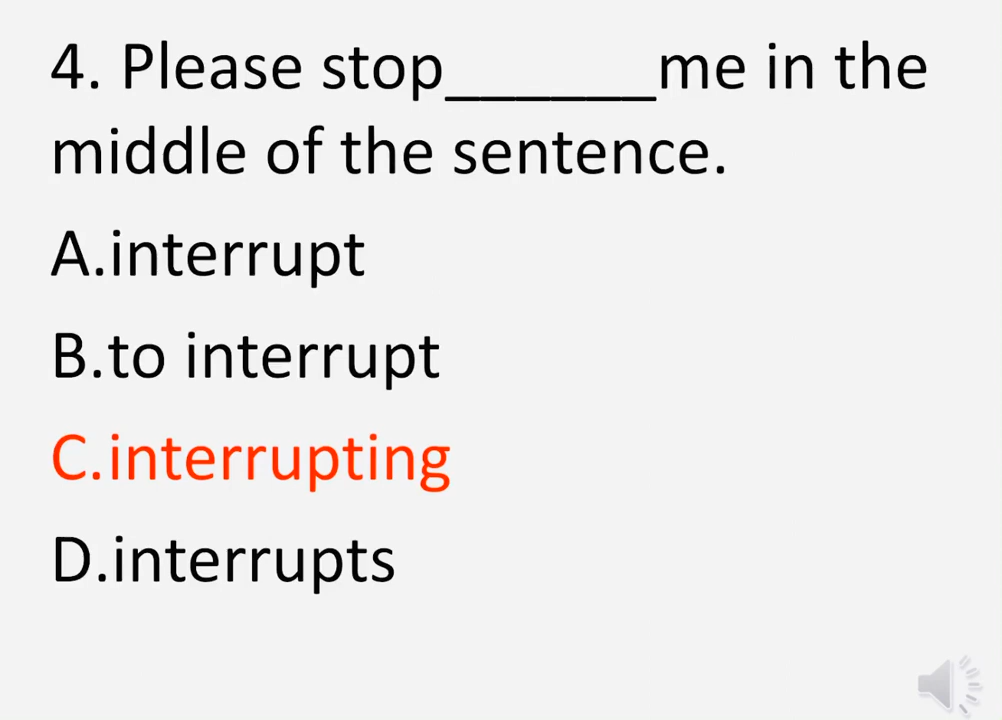 4. Please stop______me in the
middle of the sentence.
A.interrupt
B.to interrupt
C.interrupting
D.interrupts